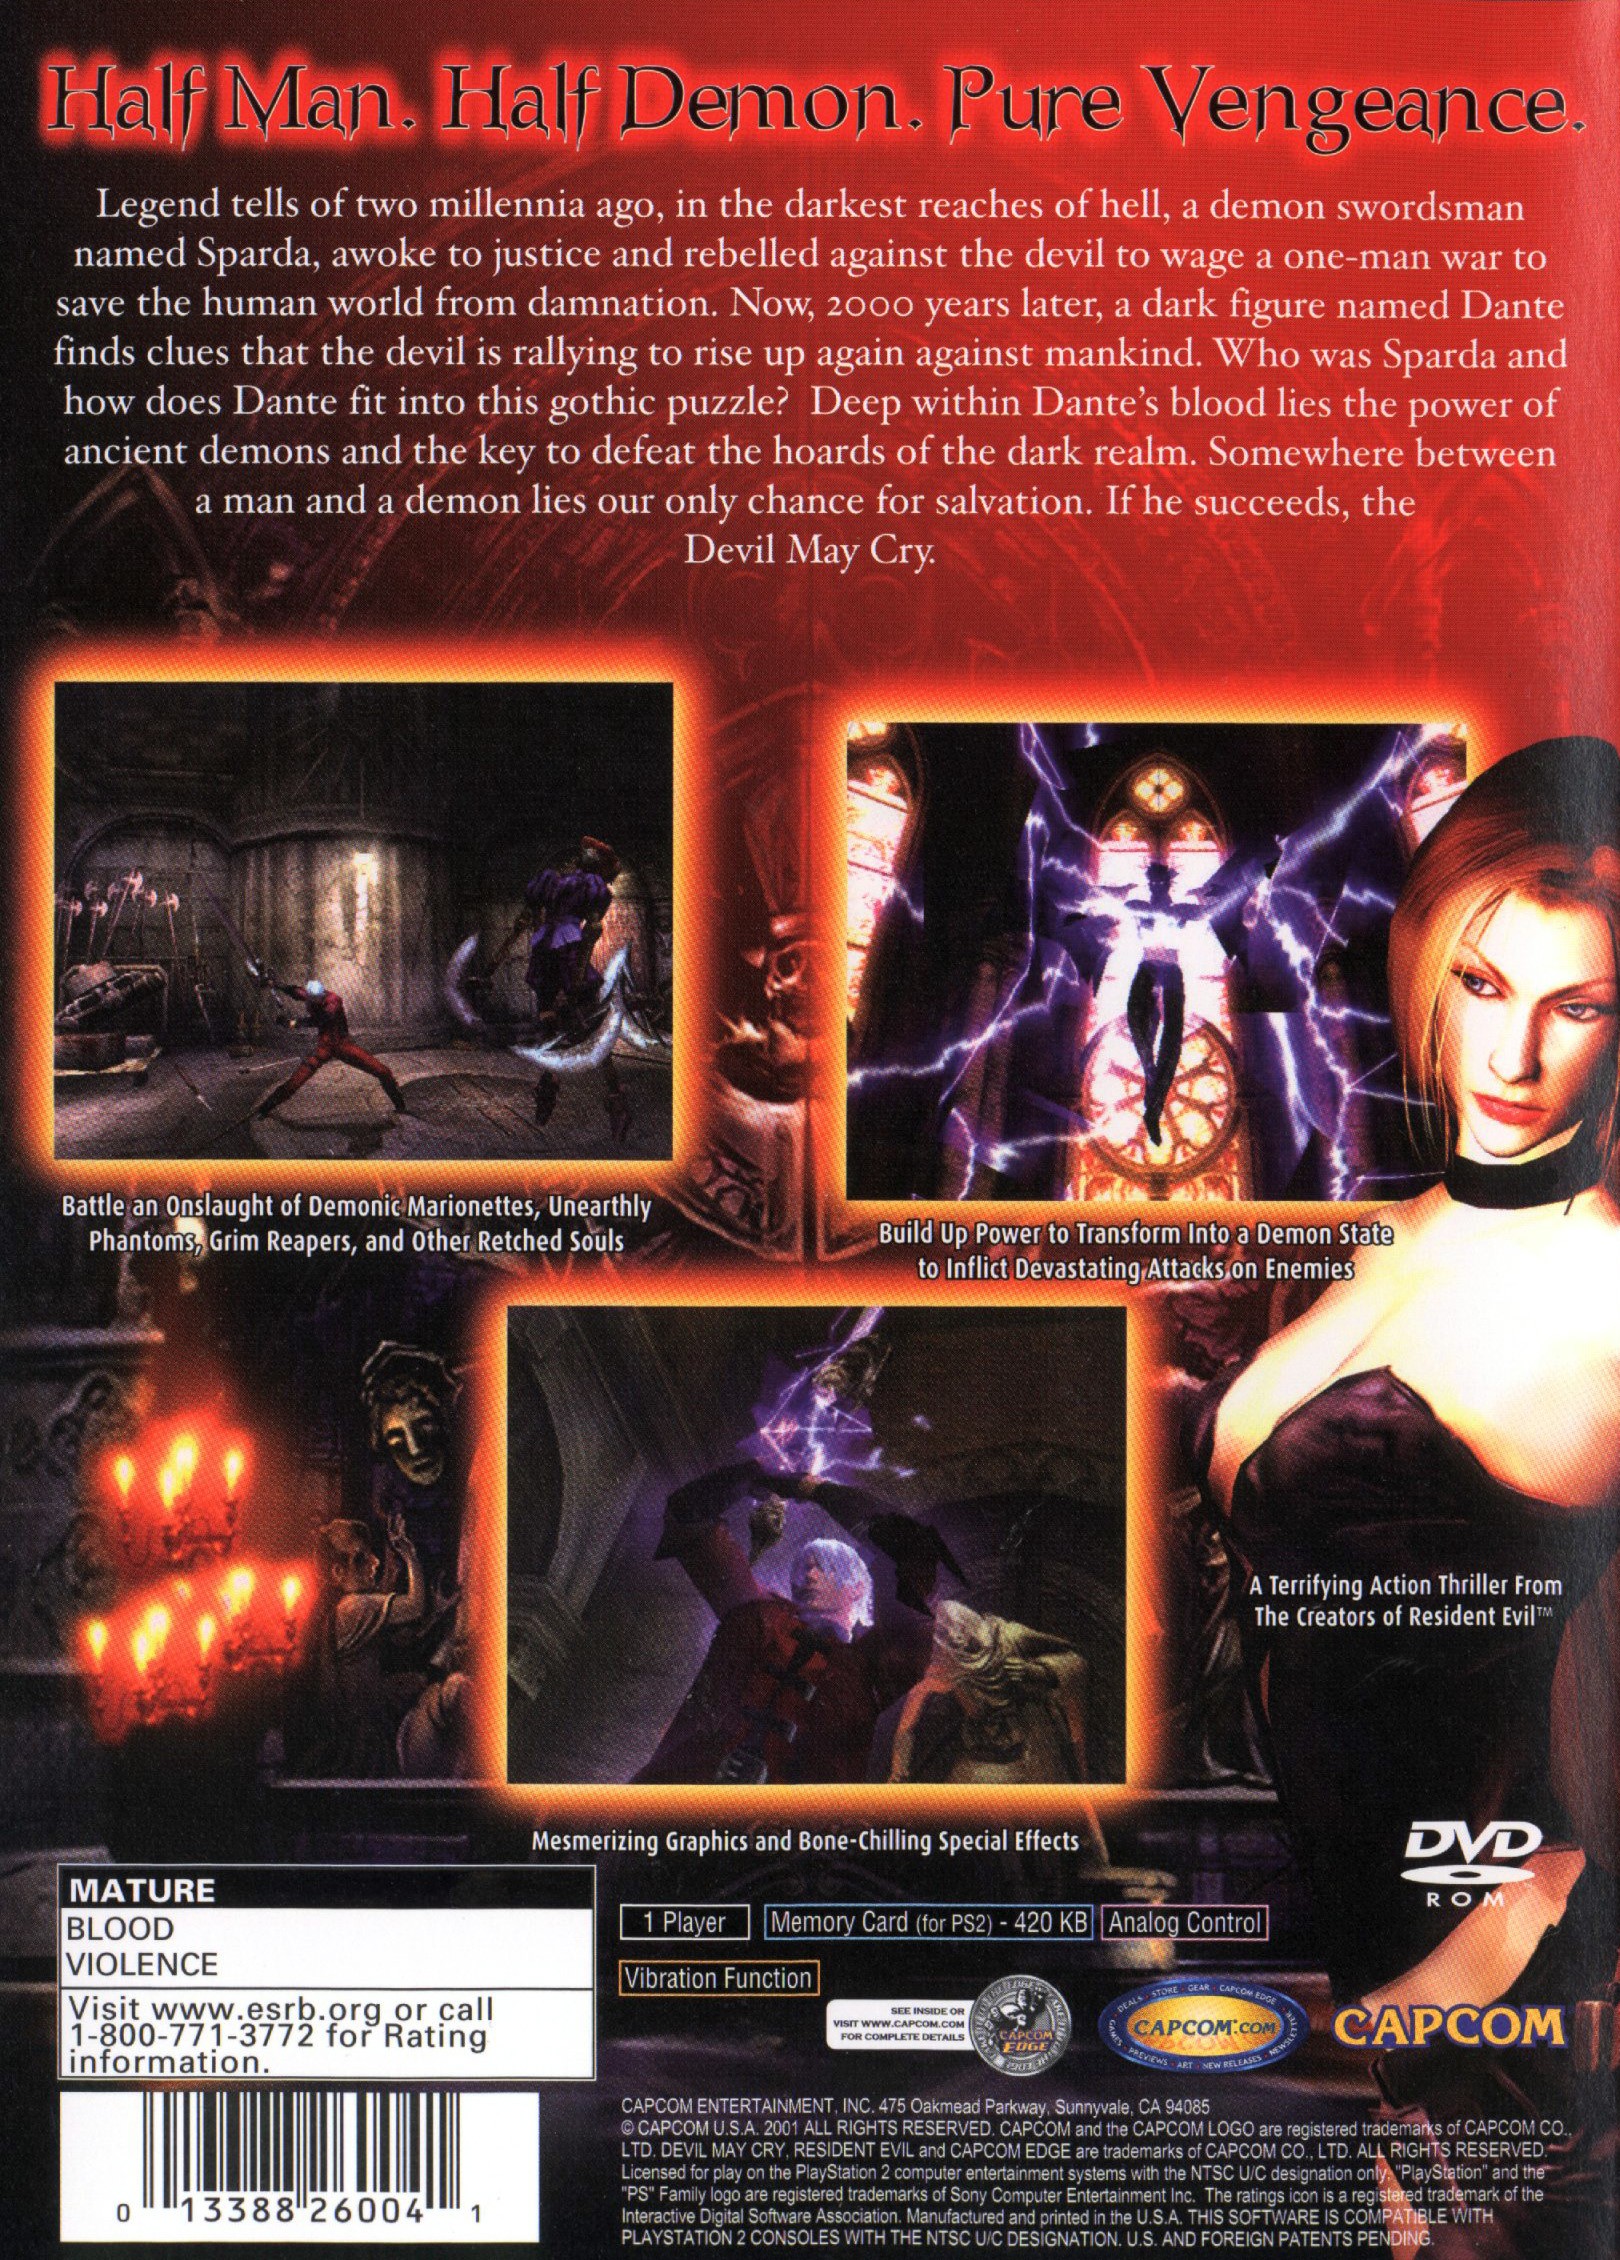 Half Man. Half Demon. Pure Vengeance.
Legend tells of two millennia ago, in the darkest reaches of hell, a demon swordsman
named Sparda, awoke to justice and rebelled against the devil to wage a one-man war to
save the human world from damnation. Now, 2000 years later, a dark figure named Dante
finds clues that the devil is rallying to rise up again against mankind. Who was Sparda and
how does Dante fit into this gothic puzzle? Deep within Dante's blood lies the power of
ancient demons and the key to defeat the hoards of the dark realm. Somewhere between
a man and a demon lies our only chance for salvation. If he succeeds, the
Devil May Cry.
Battle an Onslaught of Demonic Marionettes, Unearthly
Phantoms, Grim Reapers, and Other Retched Souls
Build Up Power to Transform Into a Demon State
to Inflict Devastating Attacks on Enemies
A Terrifying Action Thriller From
The Creators of Resident Evil™
Mesmerizing Graphics and Bone-Chilling Special Effects
DVD
ROM
MATURE
BLOOD
VIOLENCE
Visit www.esrb.org or call
1-800-771-3772 for Rating
information.
1 Player
Memory Card (for PS2) - 420 KB
Analog Control
Vibration Function
SEE INSIDE OR
VISIT WWW.CAPCOM.COM
FOR COMPLETE DETAILS
CAPCOM
EDGE
DEALS · STORE · GEAR · CAPCOM EDGE
CAPCOM.COM
GAMES · PREVIEWS · ART · NEW RELEASES · NEWSLETTER
CAPCOM
0 13388 26004 1
CAPCOM ENTERTAINMENT, INC. 475 Oakmead Parkway, Sunnyvale, CA 94085
© CAPCOM U.S.A. 2001 ALL RIGHTS RESERVED. CAPCOM and the CAPCOM LOGO are registered trademarks of CAPCOM CO.,
LTD. DEVIL MAY CRY, RESIDENT EVIL and CAPCOM EDGE are trademarks of CAPCOM CO., LTD. ALL RIGHTS RESERVED.
Licensed for play on the PlayStation 2 computer entertainment systems with the NTSC U/C designation only. "PlayStation" and the
"PS" Family logo are registered trademarks of Sony Computer Entertainment Inc. The ratings icon is a registered trademark of the
Interactive Digital Software Association. Manufactured and printed in the U.S.A. THIS SOFTWARE IS COMPATIBLE WITH
PLAYSTATION 2 CONSOLES WITH THE NTSC U/C DESIGNATION. U.S. AND FOREIGN PATENTS PENDING.